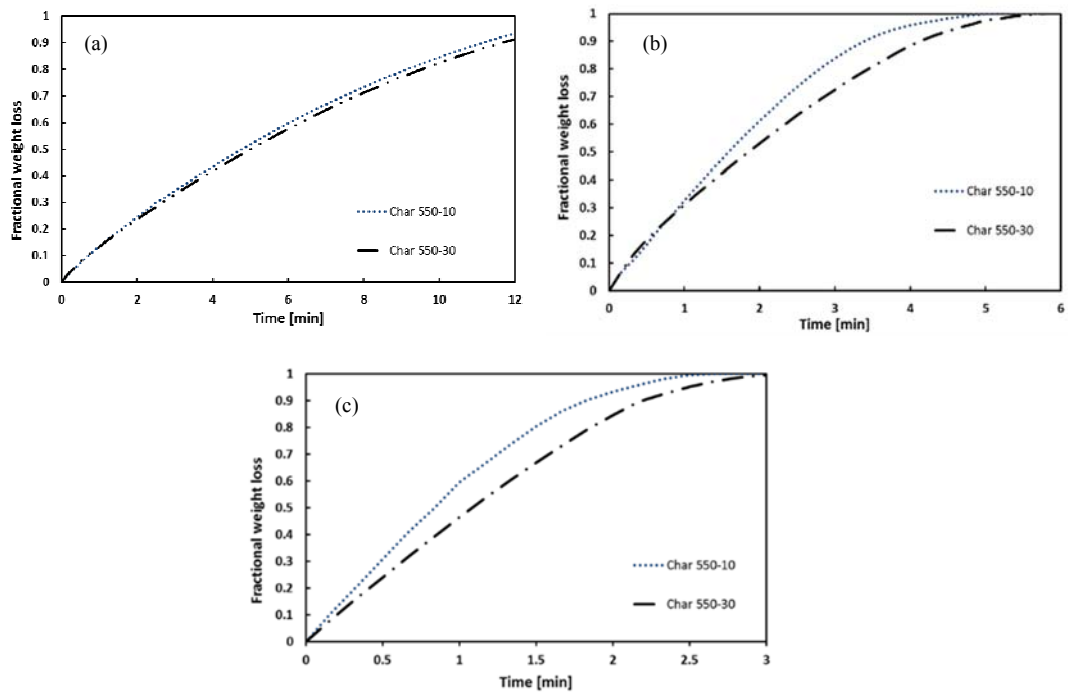 (a)
Fractional weight loss
1
0.9
0.8
0.7
0.6
0.5
0.4
0.3
0.2
0.1
0
0 2 4 6 8 10 12
Time [min]
Char 550-10
Char 550-30
(b)
Fractional weight loss
1
0.9
0.8
0.7
0.6
0.5
0.4
0.3
0.2
0.1
0
0 1 2 3 4 5 6
Time [min]
Char 550-10
Char 550-30
(c)
Fractional weight loss
1
0.9
0.8
0.7
0.6
0.5
0.4
0.3
0.2
0.1
0
0 0.5 1 1.5 2 2.5 3
Time [min]
Char 550-10
Char 550-30